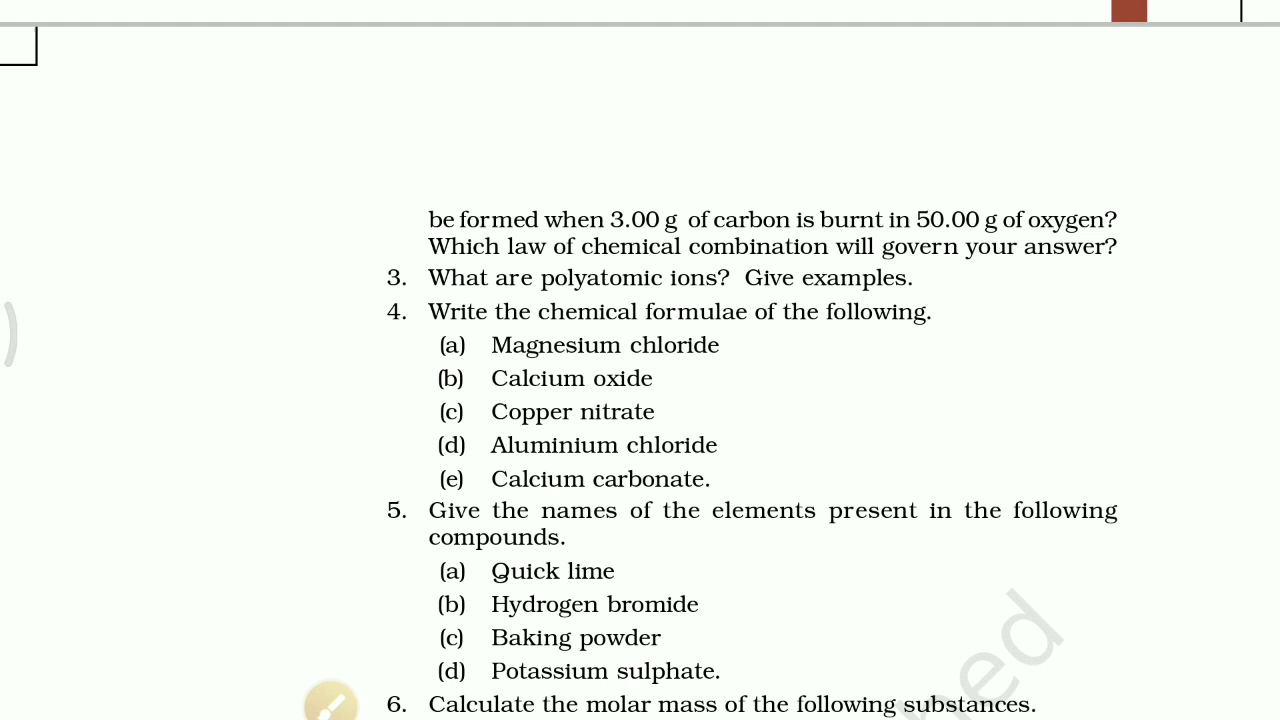 be formed when 3.00 g of carbon is burnt in 50.00 g of oxygen?
Which law of chemical combination will govern your answer?
3. What are polyatomic ions? Give examples.
4. Write the chemical formulae of the following.
(a) Magnesium chloride
(b) Calcium oxide
(c) Copper nitrate
(d) Aluminium chloride
(e) Calcium carbonate.
5. Give the names of the elements present in the following
compounds.
(a) Quick lime
(b) Hydrogen bromide
(c) Baking powder
(d) Potassium sulphate.
6. Calculate the molar mass of the following substances.